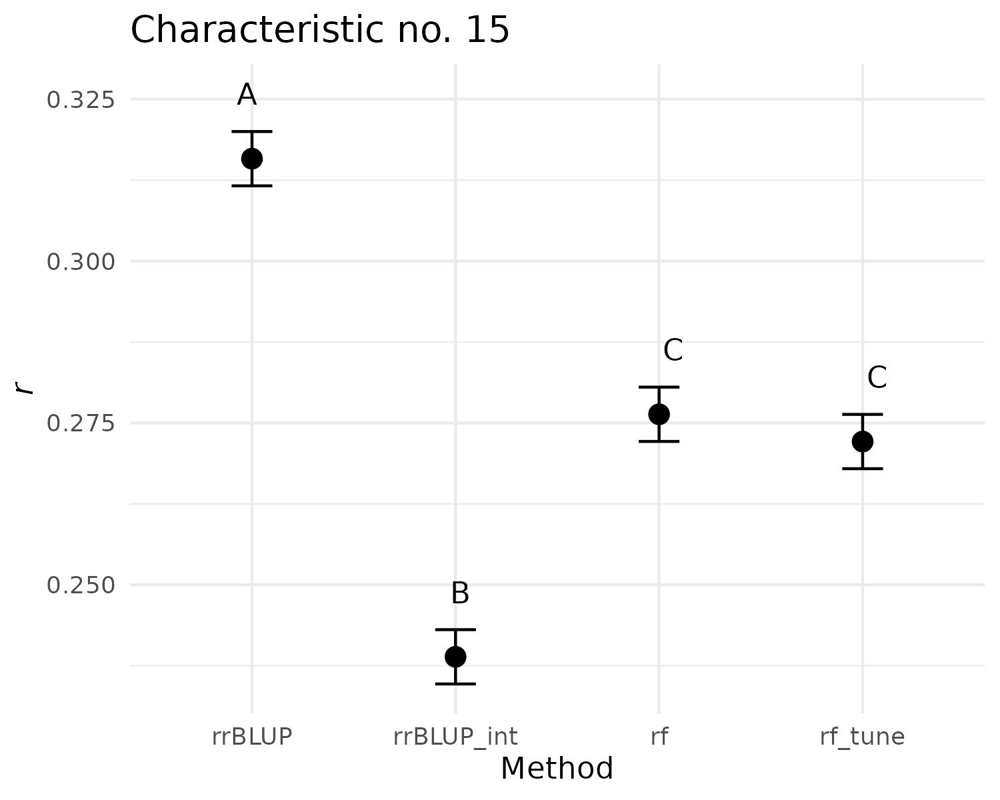 Characteristic no. 15
A
0.325
0.300
C
C
r
0.275
0.250
B
rrBLUP rrBLUP_int rf rf_tune
Method